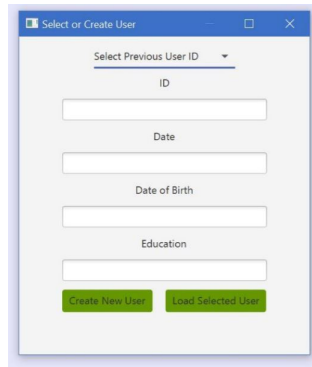 Select or Create User
Select Previous User ID
ID
Date
Date of Birth
Education
Create New User Load Selected User